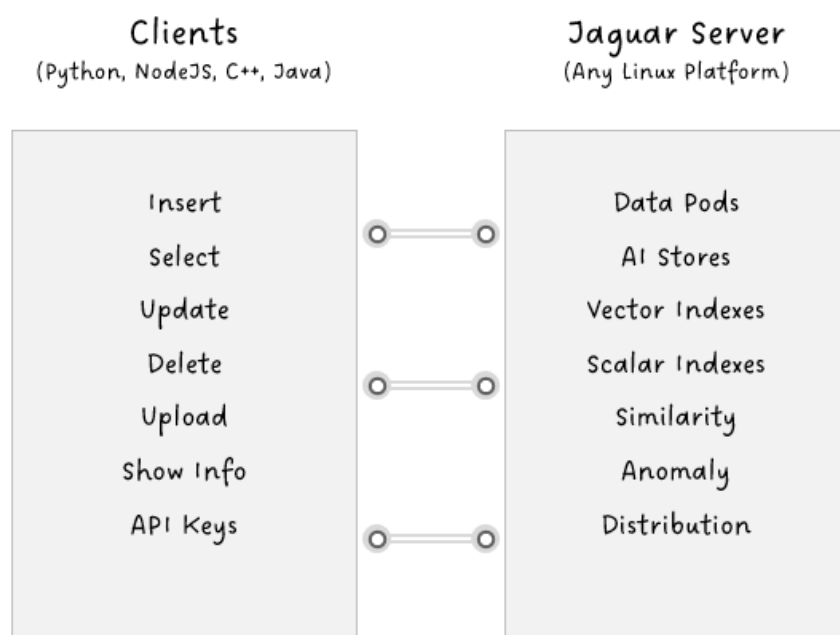 Clients
(Python, NodeJS, C++, Java)
Insert
Select
Update
Delete
Upload
Show Info
API Keys
Jaguar Server
(Any Linux Platform)
Data Pods
AI Stores
Vector Indexes
Scalar Indexes
Similarity
Anomaly
Distribution